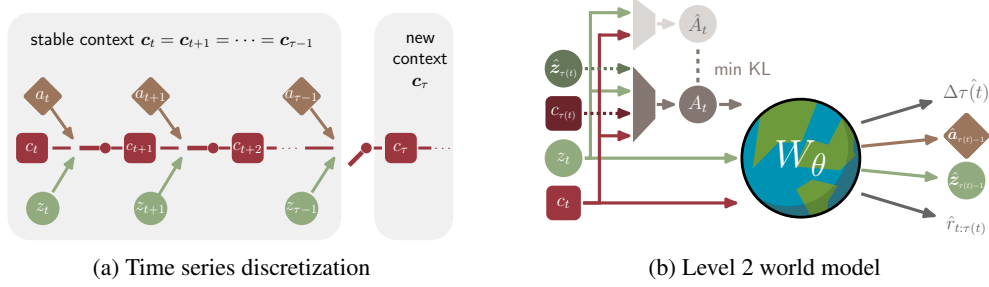 stable context c_t = c_{t+1} = ⋯ = c_{τ−1}
new
context
c_τ
a_t a_{t+1} a_{τ−1}
c_t c_{t+1} c_{t+2} ⋯ c_τ ⋯
z_t z_{t+1} z_{τ−1}
(a) Time series discretization
Â_t
min KL
ẑ_{τ(t)}
c_{τ(t)}
A_t
z_t
c_t
W_θ
Δτ̂(t)
â_{τ(t)−1}
ẑ_{τ(t)−1}
r̂_{t:τ(t)}
(b) Level 2 world model